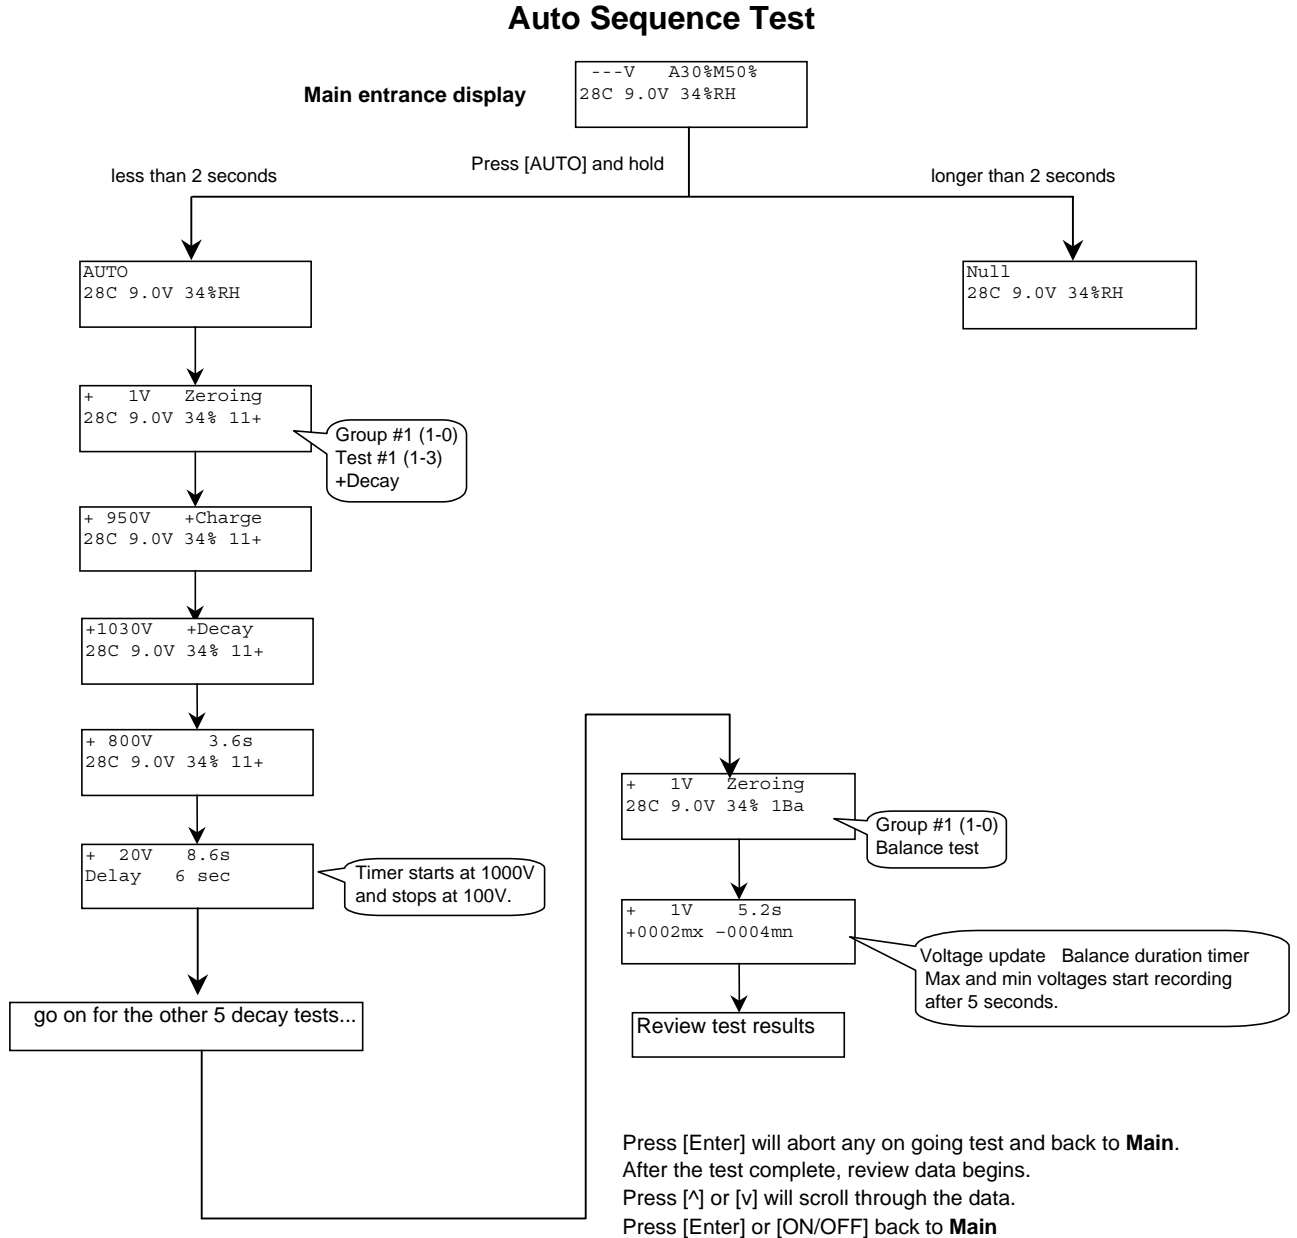 Auto Sequence Test
Main entrance display
---V A30%M50%
28C 9.0V 34%RH
Press [AUTO] and hold
less than 2 seconds
longer than 2 seconds
AUTO
28C 9.0V 34%RH
Null
28C 9.0V 34%RH
+ 1V Zeroing
28C 9.0V 34% 11+
Group #1 (1-0)
Test #1 (1-3)
+Decay
+ 950V +Charge
28C 9.0V 34% 11+
+1030V +Decay
28C 9.0V 34% 11+
+ 800V 3.6s
28C 9.0V 34% 11+
+ 20V 8.6s
Delay 6 sec
Timer starts at 1000V
and stops at 100V.
go on for the other 5 decay tests...
+ 1V Zeroing
28C 9.0V 34% 1Ba
Group #1 (1-0)
Balance test
+ 1V 5.2s
+0002mx -0004mn
Voltage update Balance duration timer
Max and min voltages start recording
after 5 seconds.
Review test results
Press [Enter] will abort any on going test and back to Main.
After the test complete, review data begins.
Press [^] or [v] will scroll through the data.
Press [Enter] or [ON/OFF] back to Main